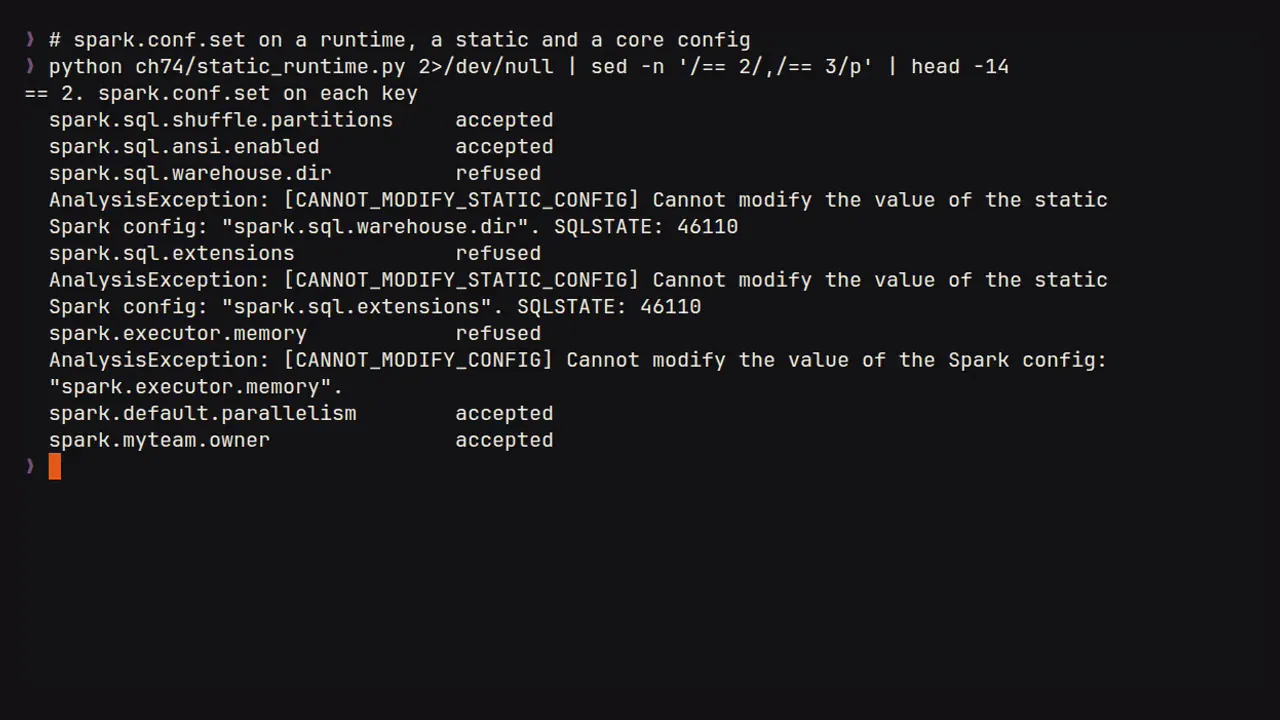 ❯ # spark.conf.set on a runtime, a static and a core config
❯ python ch74/static_runtime.py 2>/dev/null | sed -n '/== 2/,/== 3/p' | head -14
== 2. spark.conf.set on each key
spark.sql.shuffle.partitions     accepted
spark.sql.ansi.enabled           accepted
spark.sql.warehouse.dir          refused
AnalysisException: [CANNOT_MODIFY_STATIC_CONFIG] Cannot modify the value of the static
Spark config: "spark.sql.warehouse.dir". SQLSTATE: 46110
spark.sql.extensions             refused
AnalysisException: [CANNOT_MODIFY_STATIC_CONFIG] Cannot modify the value of the static
Spark config: "spark.sql.extensions". SQLSTATE: 46110
spark.executor.memory            refused
AnalysisException: [CANNOT_MODIFY_CONFIG] Cannot modify the value of the Spark config:
"spark.executor.memory".
spark.default.parallelism        accepted
spark.myteam.owner               accepted
❯